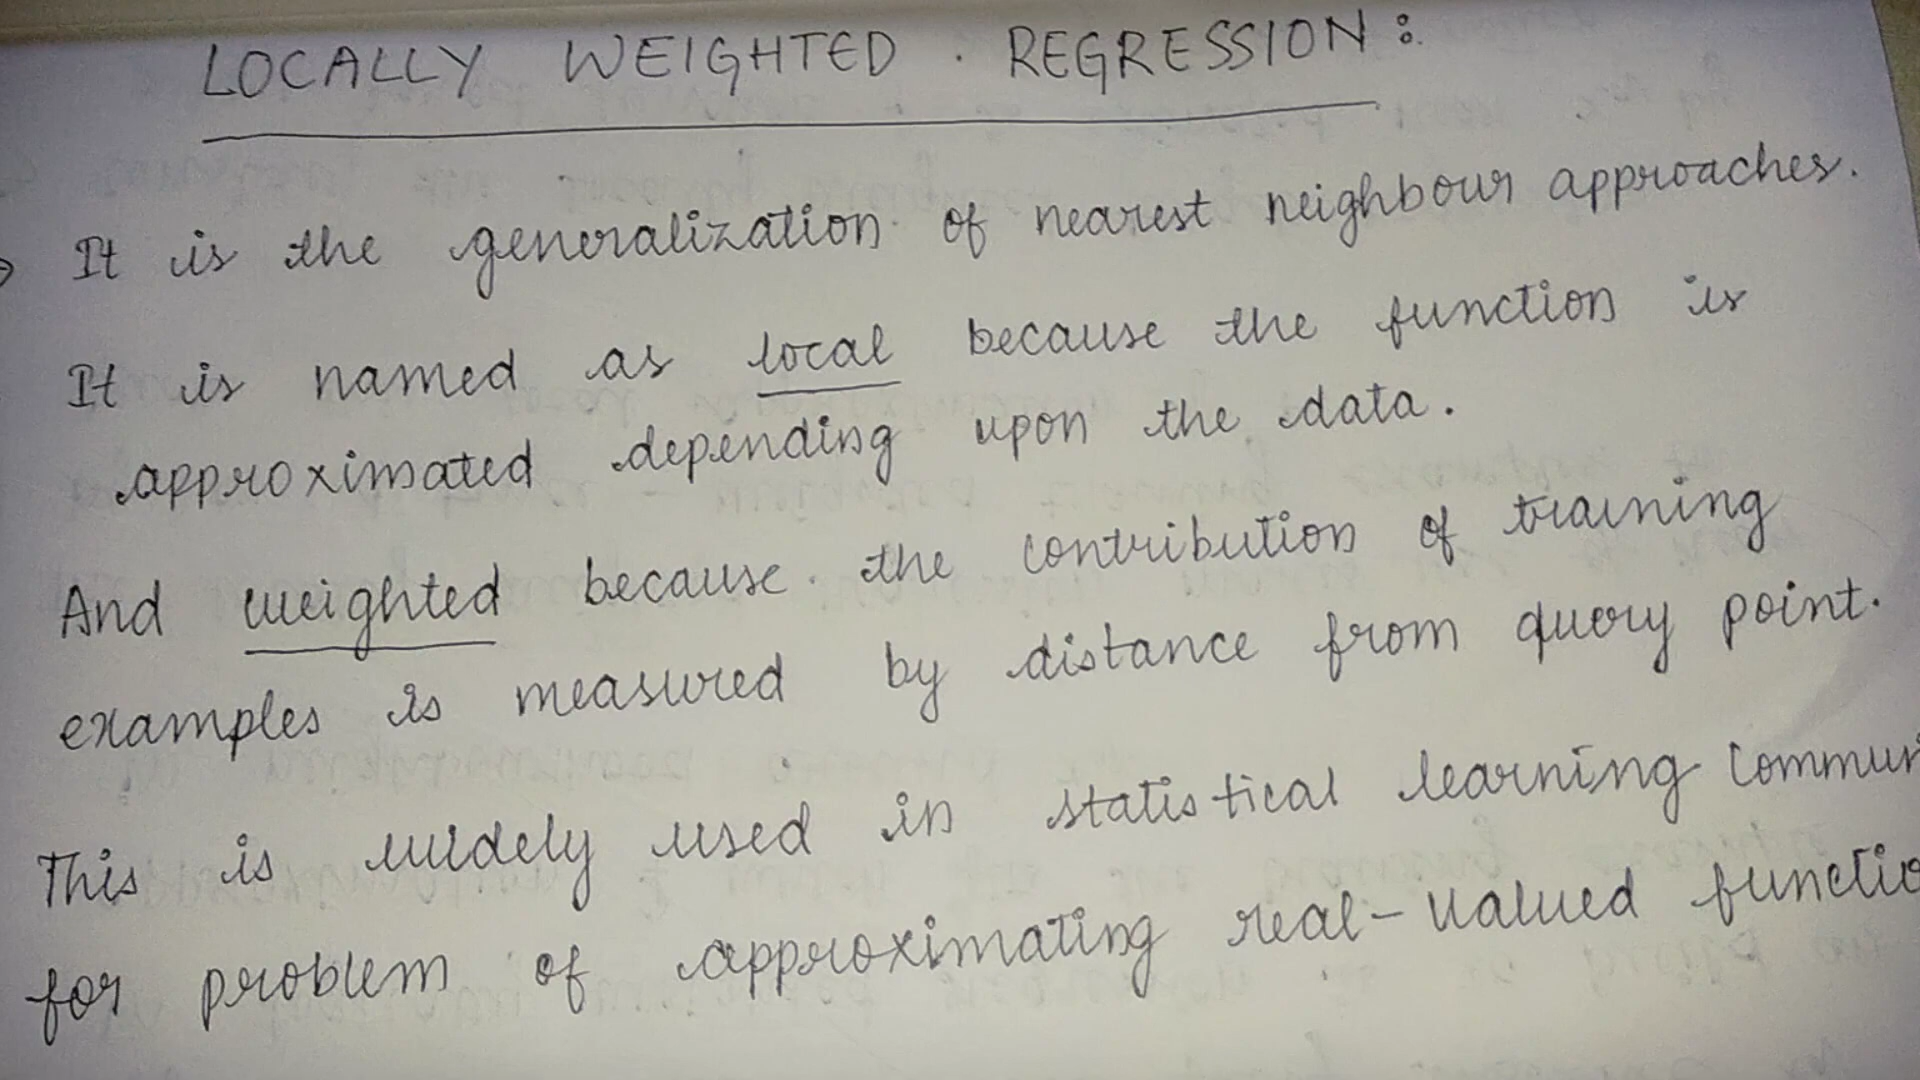 LOCALLY WEIGHTED REGRESSION:
It is the generalization of nearest neighbour approaches.
It is named as local because the function is
approximated depending upon the data.
And weighted because the contribution of training
examples is measured by distance from query point.
This is widely used in statistical learning commun
for problem of approximating real-valued functio